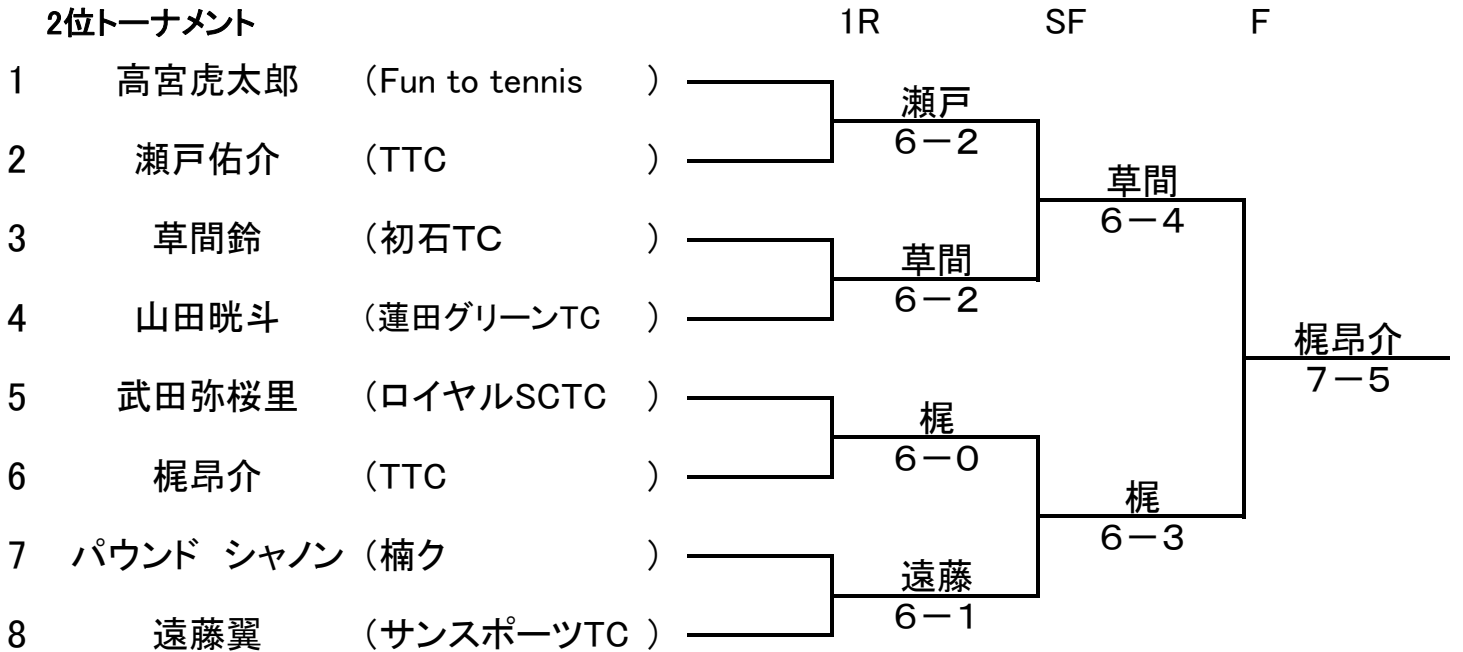 2位トーナメント 1R SF F
1 高宮虎太郎 (Fun to tennis )
瀬戸
6－2
2 瀬戸佑介 (TTC )
草間
6－4
3 草間鈴 (初石TC )
草間
6－2
4 山田晄斗 (蓮田グリーンTC )
梶昂介
7－5
5 武田弥桜里 (ロイヤルSCTC )
梶
6－0
6 梶昂介 (TTC )
梶
6－3
7 パウンド　シャノン (楠ク )
遠藤
6－1
8 遠藤翼 (サンスポーツTC )